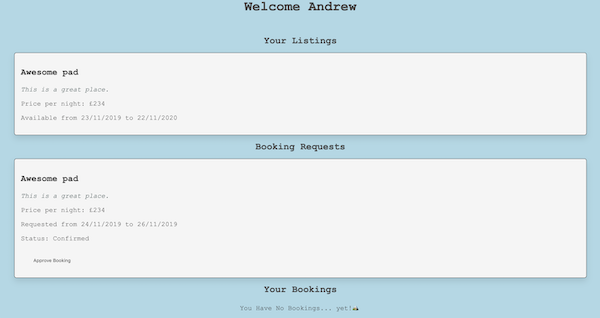 Welcome Andrew
Your Listings
Awesome pad
This is a great place.
Price per night: £234
Available from 23/11/2019 to 22/11/2020
Booking Requests
Awesome pad
This is a great place.
Price per night: £234
Requested from 24/11/2019 to 26/11/2019
Status: Confirmed
Approve Booking
Your Bookings
You Have No Bookings... yet!